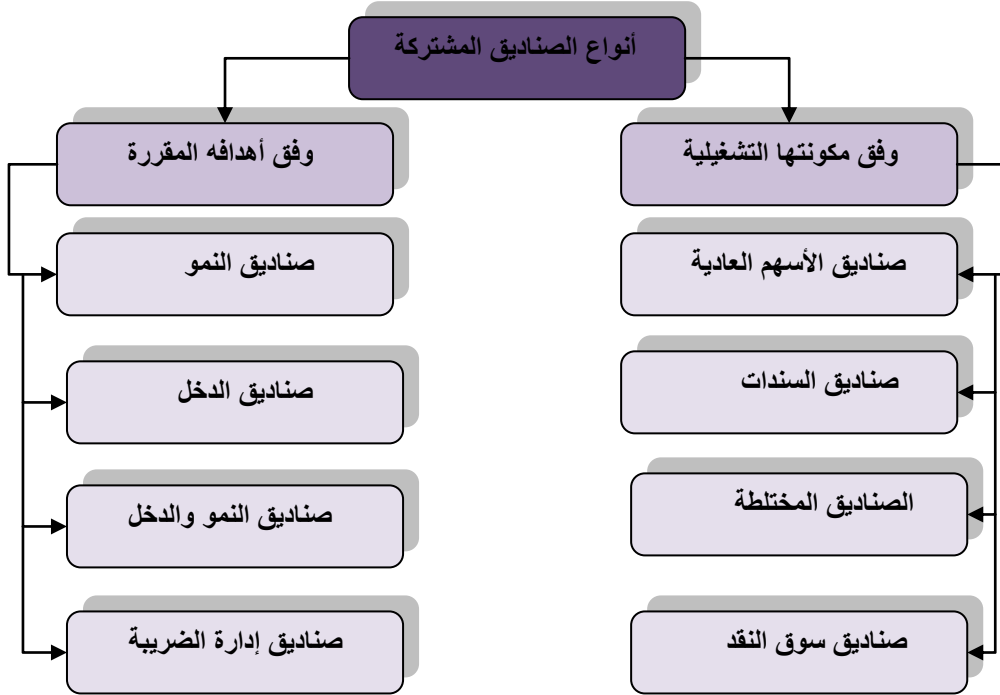 أنواع الصناديق المشتركة
وفق مكونتها التشغيلية
وفق أهدافه المقررة
صناديق الأسهم العادية
صناديق النمو
صناديق السندات
صناديق الدخل
الصناديق المختلطة
صناديق النمو والدخل
صناديق سوق النقد
صناديق إدارة الضريبة